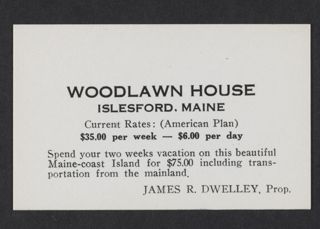 WOODLAWN HOUSE
ISLESFORD, MAINE
Current Rates: (American Plan)
$35.00 per week — $6.00 per day
Spend your two weeks vacation on this beautiful
Maine-coast Island for $75.00 including trans-
portation from the mainland.
JAMES R. DWELLEY, Prop.